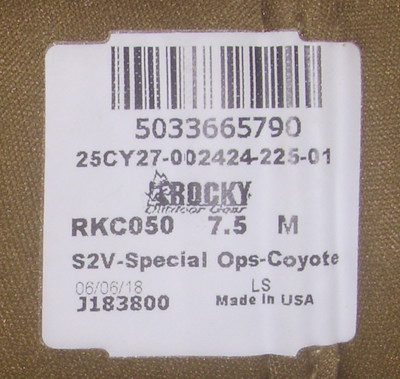 5033665790
25CY27-002424-225-01
ROCKY
Outdoor Gear
RKC050 7.5 M
S2V-Special Ops-Coyote
06/06/18 LS
J183800 Made in USA